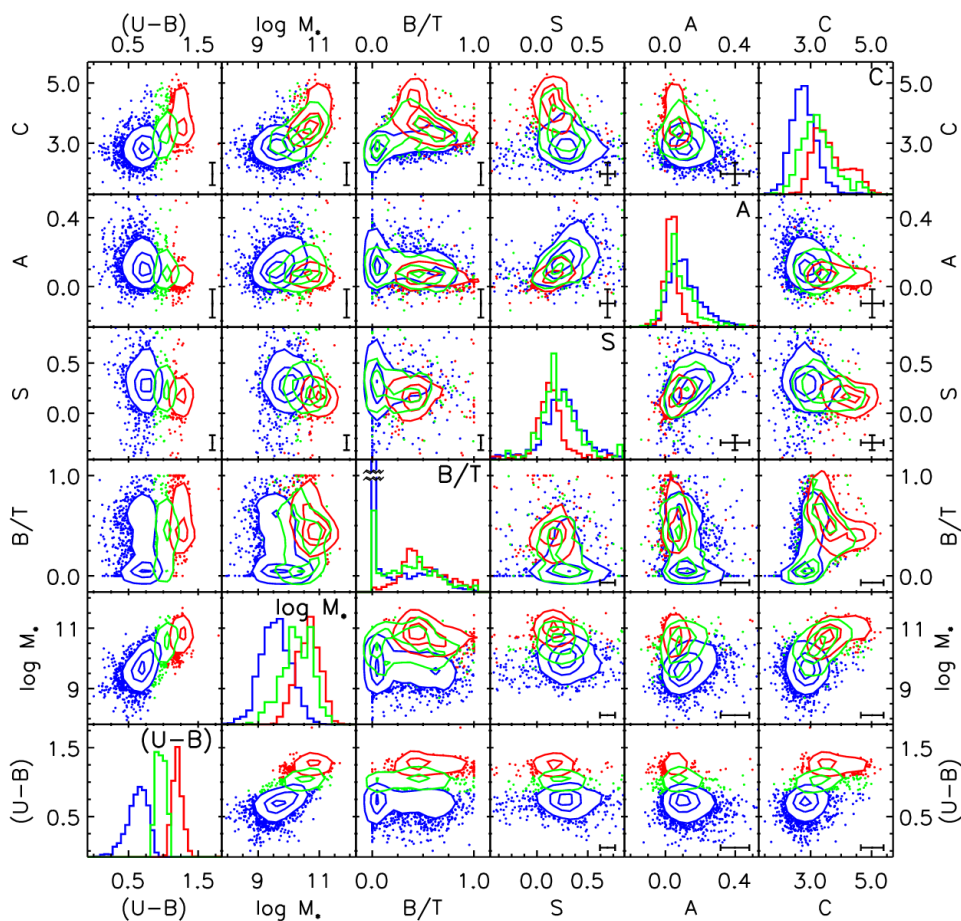 (U−B) log M* B/T S A C
0.5 1.5 9 11 0.0 1.0 0.0 0.5 0.0 0.4 3.0 5.0
C 5.0 3.0 C 5.0 3.0 C
A 0.4 0.0 A 0.4 0.0 A
S 0.5 0.0 S 0.5 0.0 S
B/T 1.0 0.0 B/T 1.0 0.0 B/T
log M* 11 9 log M* 11 9 log M*
(U−B) 1.5 0.5 (U−B) 1.5 0.5 (U−B)
0.5 1.5 9 11 0.0 1.0 0.0 0.5 0.0 0.4 3.0 5.0
(U−B) log M* B/T S A C